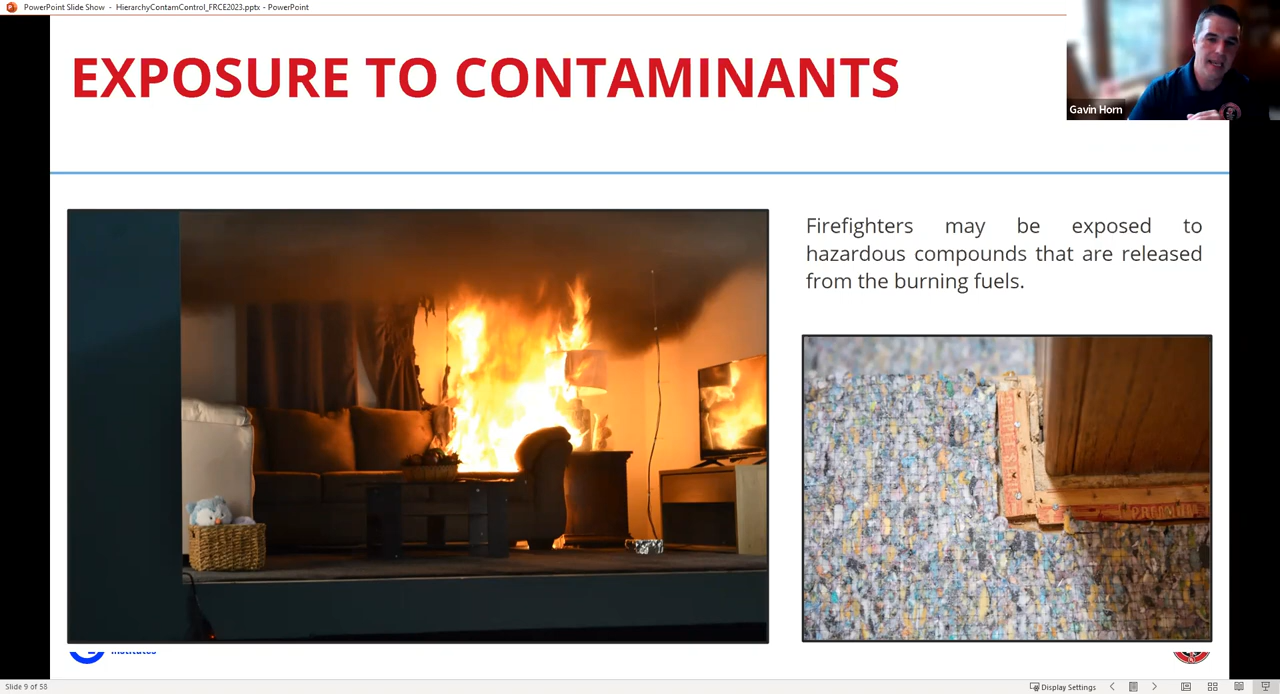 PowerPoint Slide Show - HierarchyContamControl_FRCE2023.pptx - PowerPoint
EXPOSURE TO CONTAMINANTS
Gavin Horn
Firefighters may be exposed to
hazardous compounds that are released
from the burning fuels.
Slide 9 of 58
Display Settings